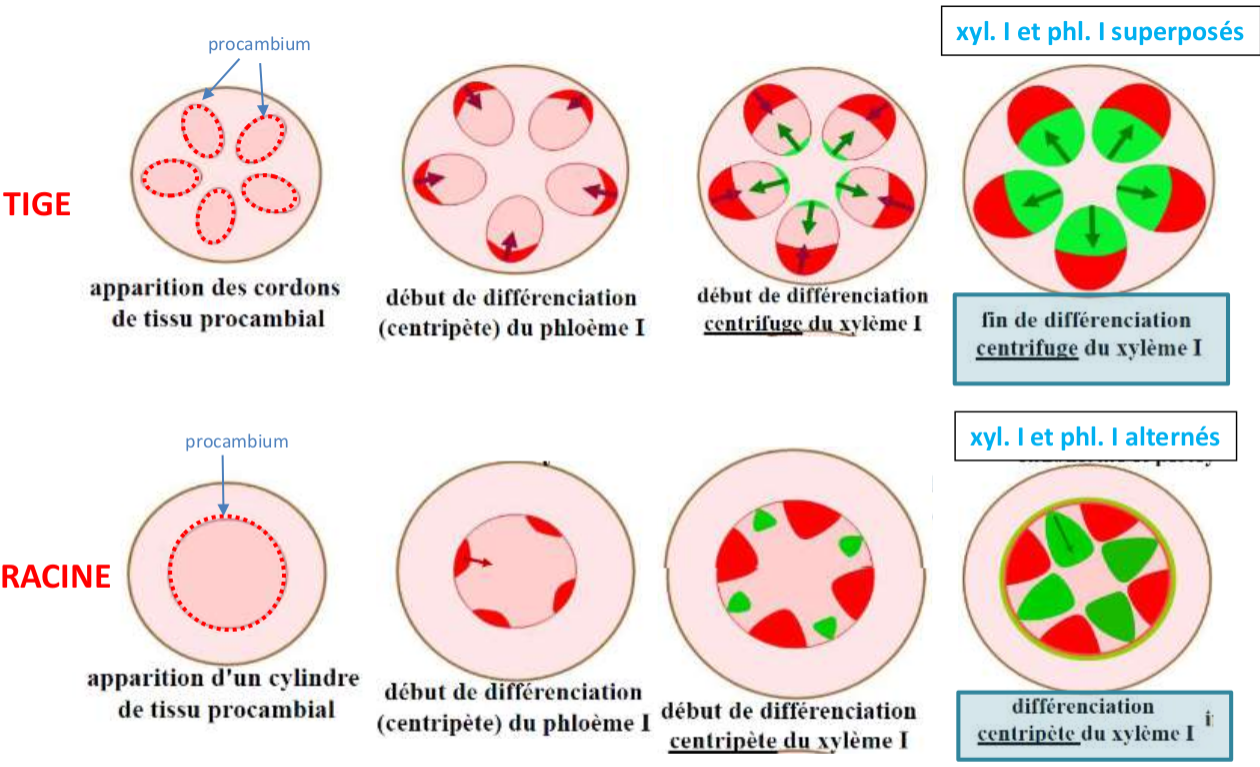 xyl. I et phl. I superposés
procambium
TIGE
apparition des cordons
de tissu procambial
début de différenciation
(centripète) du phloème I
début de différenciation
centrifuge du xylème I
fin de différenciation
centrifuge du xylème I
xyl. I et phl. I alternés
procambium
RACINE
apparition d'un cylindre
de tissu procambial
début de différenciation
(centripète) du phloème I
début de différenciation
centripète du xylème I
différenciation
centripète du xylème I